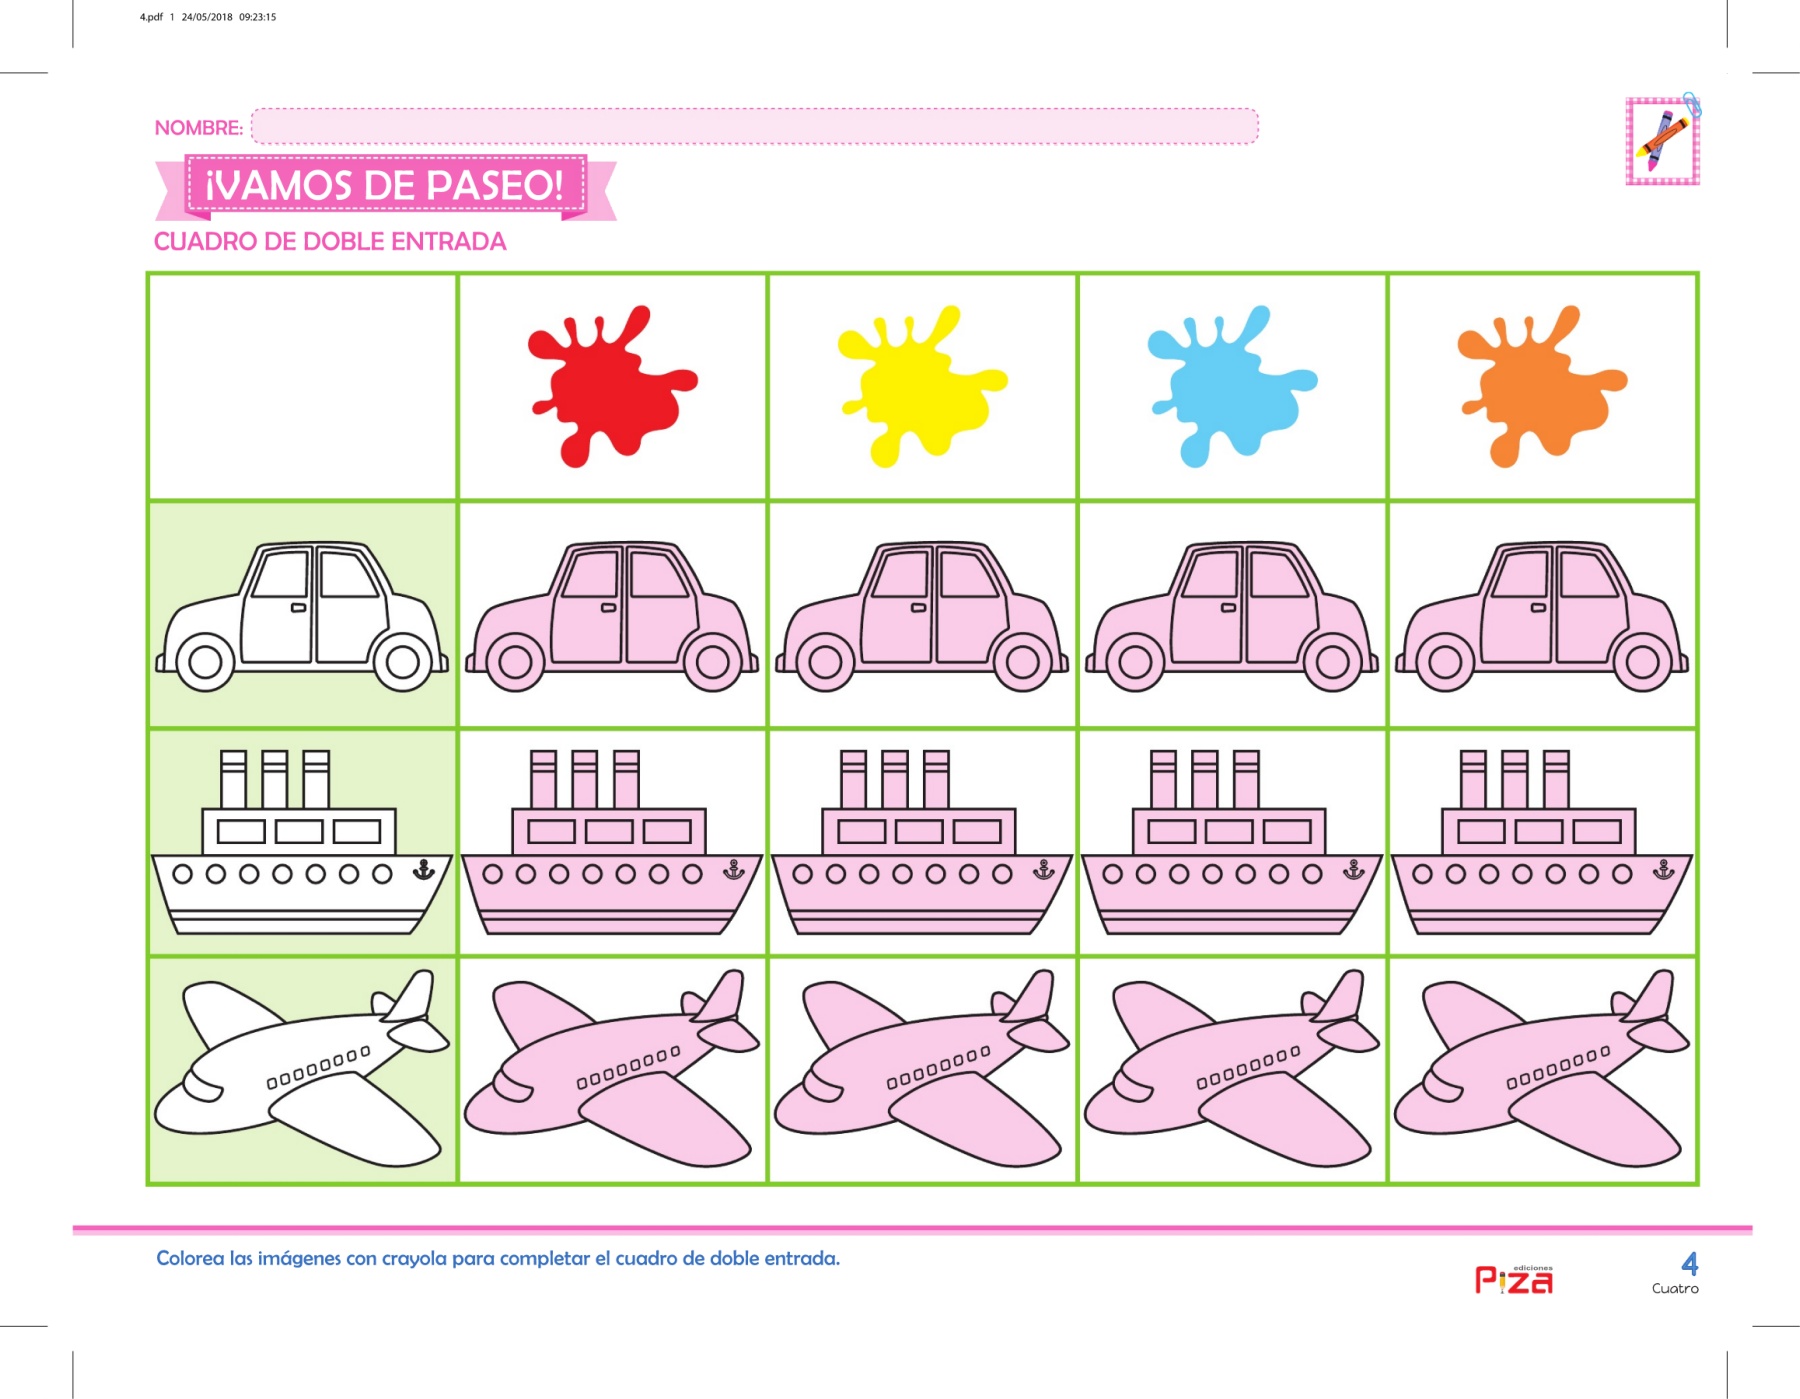 4.pdf 1 24/05/2018 09:23:15
NOMBRE:
¡VAMOS DE PASEO!
CUADRO DE DOBLE ENTRADA
Colorea las imágenes con crayola para completar el cuadro de doble entrada.
ediciones
Piza
4
Cuatro